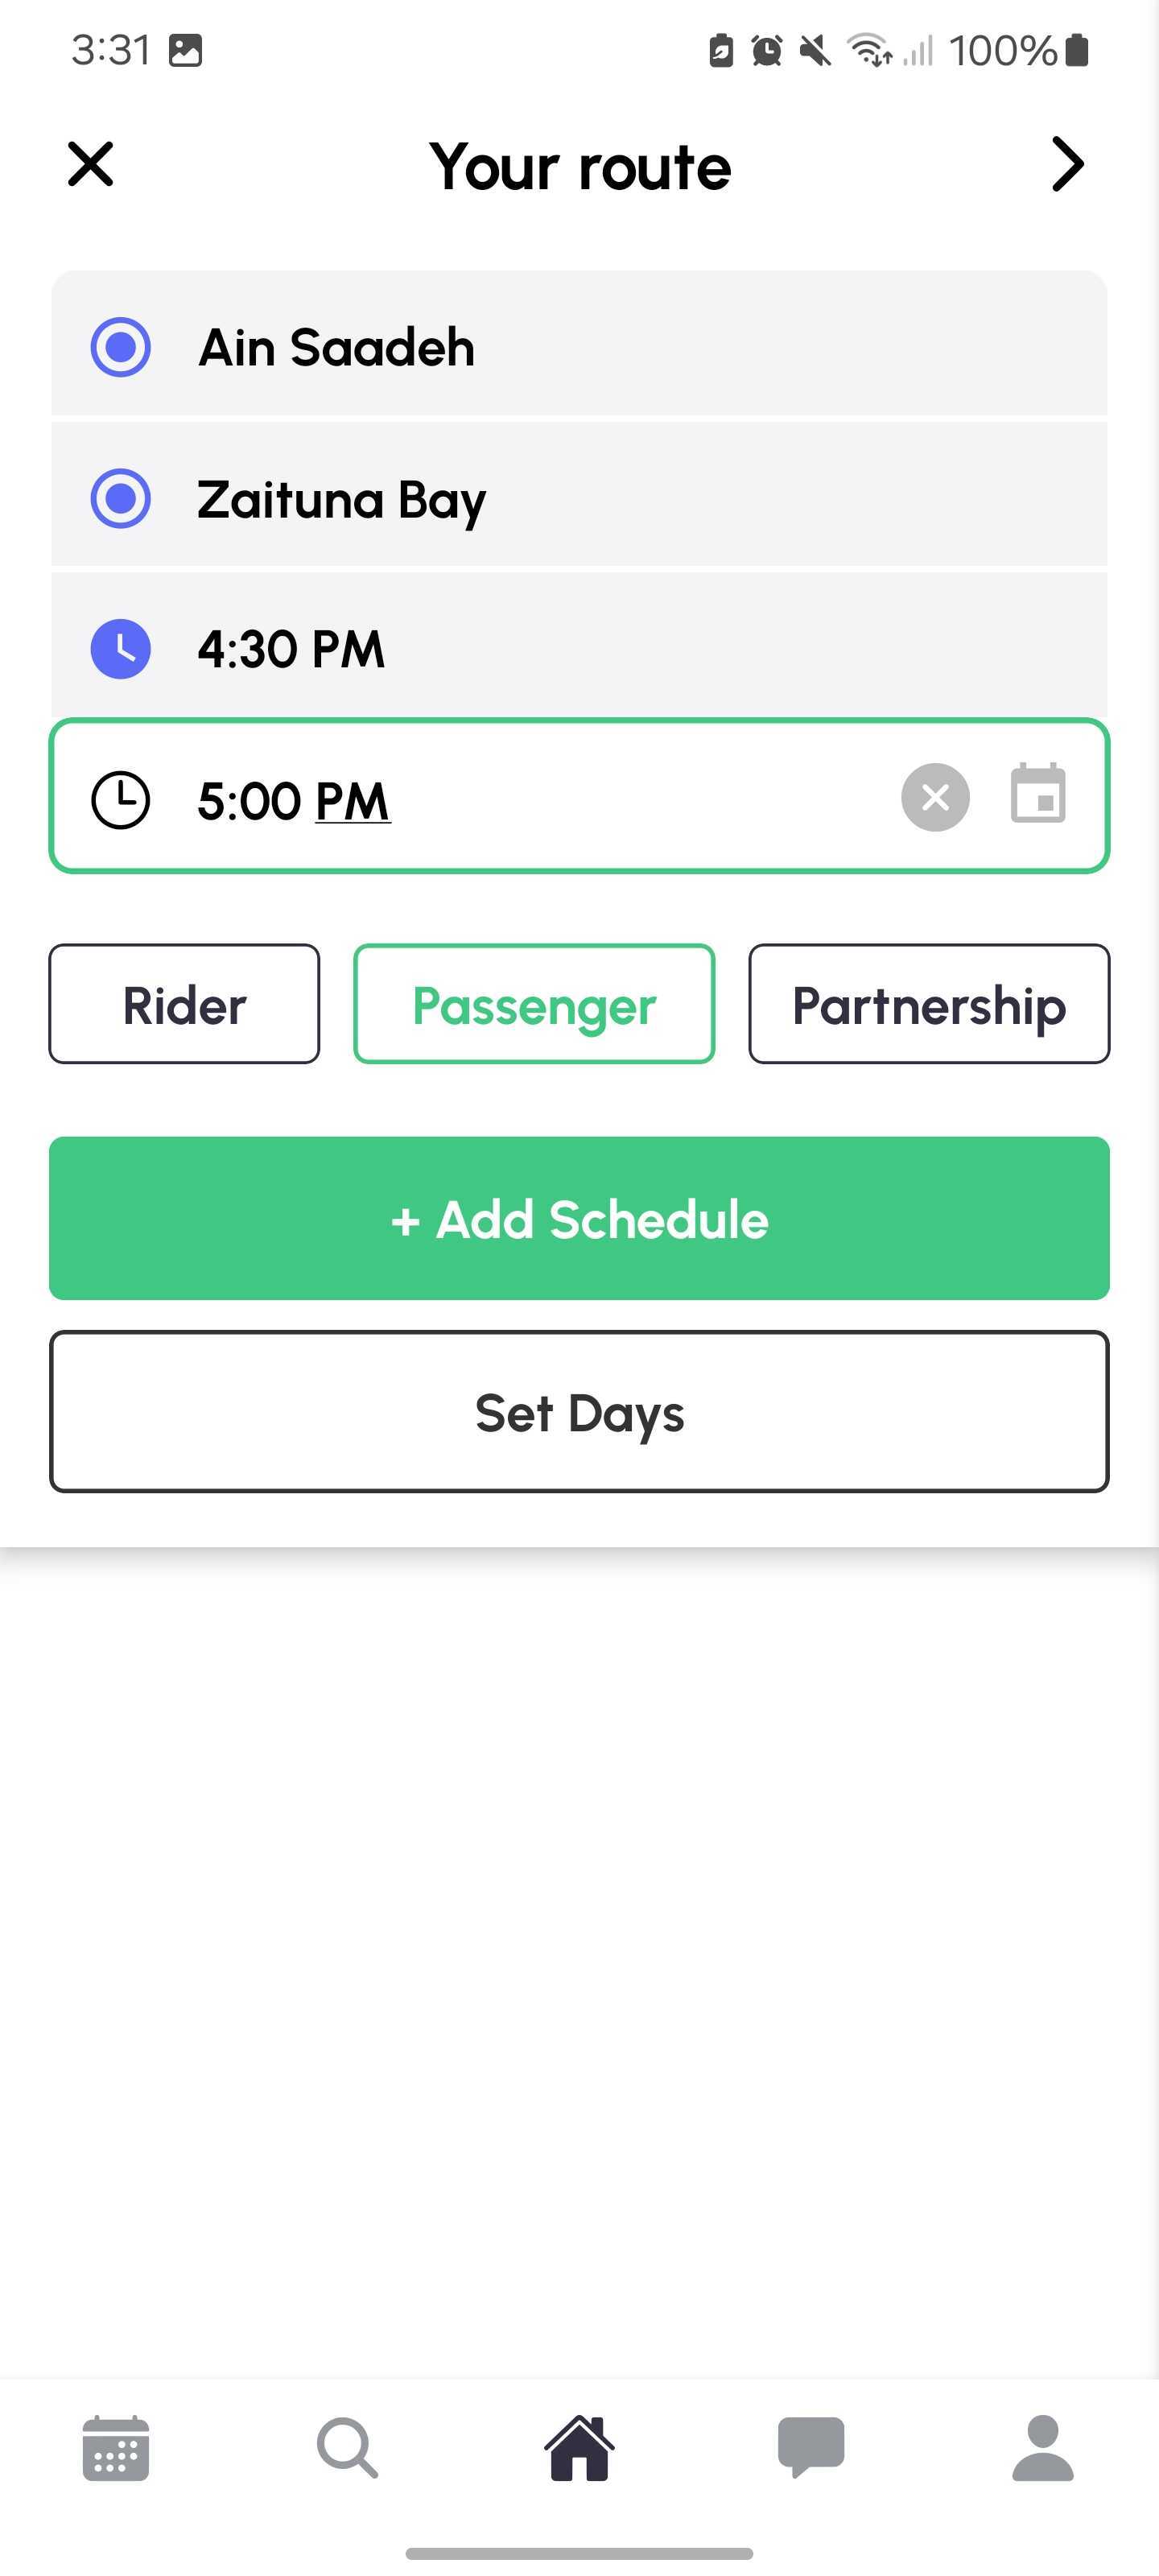 3:31 100%
Your route
Ain Saadeh
Zaituna Bay
4:30 PM
5:00 PM
Rider Passenger Partnership
+ Add Schedule
Set Days